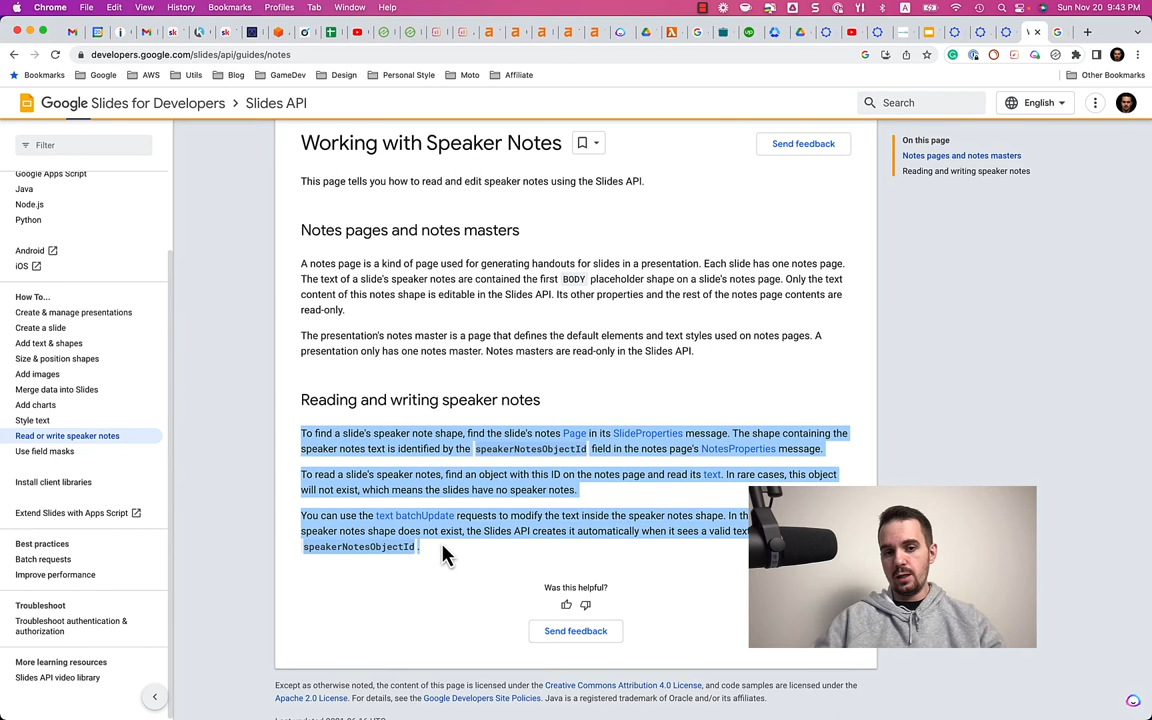 Chrome File Edit View History Bookmarks Profiles Tab Window Help
Sun Nov 20 9:43 PM
developers.google.com/slides/api/guides/notes
Bookmarks Google AWS Utils Blog GameDev Design Personal Style Moto Affiliate Other Bookmarks
Google Slides for Developers > Slides API
Search
English
Filter
Google Apps Script
Java
Node.js
Python
Android
iOS
How To...
Create & manage presentations
Create a slide
Add text & shapes
Size & position shapes
Add images
Merge data into Slides
Add charts
Style text
Read or write speaker notes
Use field masks
Install client libraries
Extend Slides with Apps Script
Best practices
Batch requests
Improve performance
Troubleshoot
Troubleshoot authentication &
authorization
More learning resources
Slides API video library
Working with Speaker Notes
Send feedback
This page tells you how to read and edit speaker notes using the Slides API.
Notes pages and notes masters
A notes page is a kind of page used for generating handouts for slides in a presentation. Each slide has one notes page.
The text of a slide's speaker notes are contained the first BODY placeholder shape on a slide's notes page. Only the text
content of this notes shape is editable in the Slides API. Its other properties and the rest of the notes page contents are
read-only.
The presentation's notes master is a page that defines the default elements and text styles used on notes pages. A
presentation only has one notes master. Notes masters are read-only in the Slides API.
Reading and writing speaker notes
To find a slide's speaker note shape, find the slide's notes Page in its SlideProperties message. The shape containing the
speaker notes text is identified by the speakerNotesObjectId field in the notes page's NotesProperties message.
To read a slide's speaker notes, find an object with this ID on the notes page and read its text. In rare cases, this object
will not exist, which means the slides have no speaker notes.
You can use the text batchUpdate requests to modify the text inside the speaker notes shape. In th
speaker notes shape does not exist, the Slides API creates it automatically when it sees a valid tex
speakerNotesObjectId.
Was this helpful?
Send feedback
Except as otherwise noted, the content of this page is licensed under the Creative Commons Attribution 4.0 License, and code samples are licensed under the
Apache 2.0 License. For details, see the Google Developers Site Policies. Java is a registered trademark of Oracle and/or its affiliates.
On this page
Notes pages and notes masters
Reading and writing speaker notes